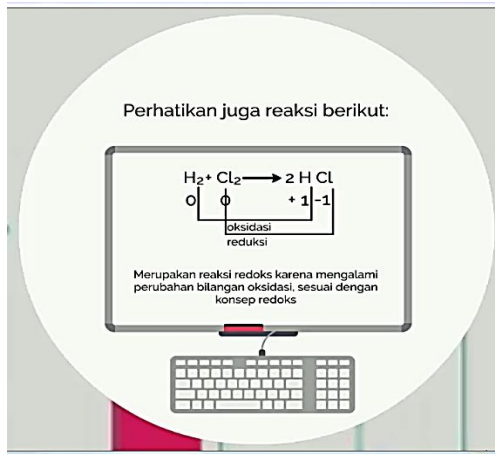 Perhatikan juga reaksi berikut:
H₂ + Cl₂ → 2 H Cl
0 0 + 1 -1
oksidasi
reduksi
Merupakan reaksi redoks karena mengalami
perubahan bilangan oksidasi, sesuai dengan
konsep redoks